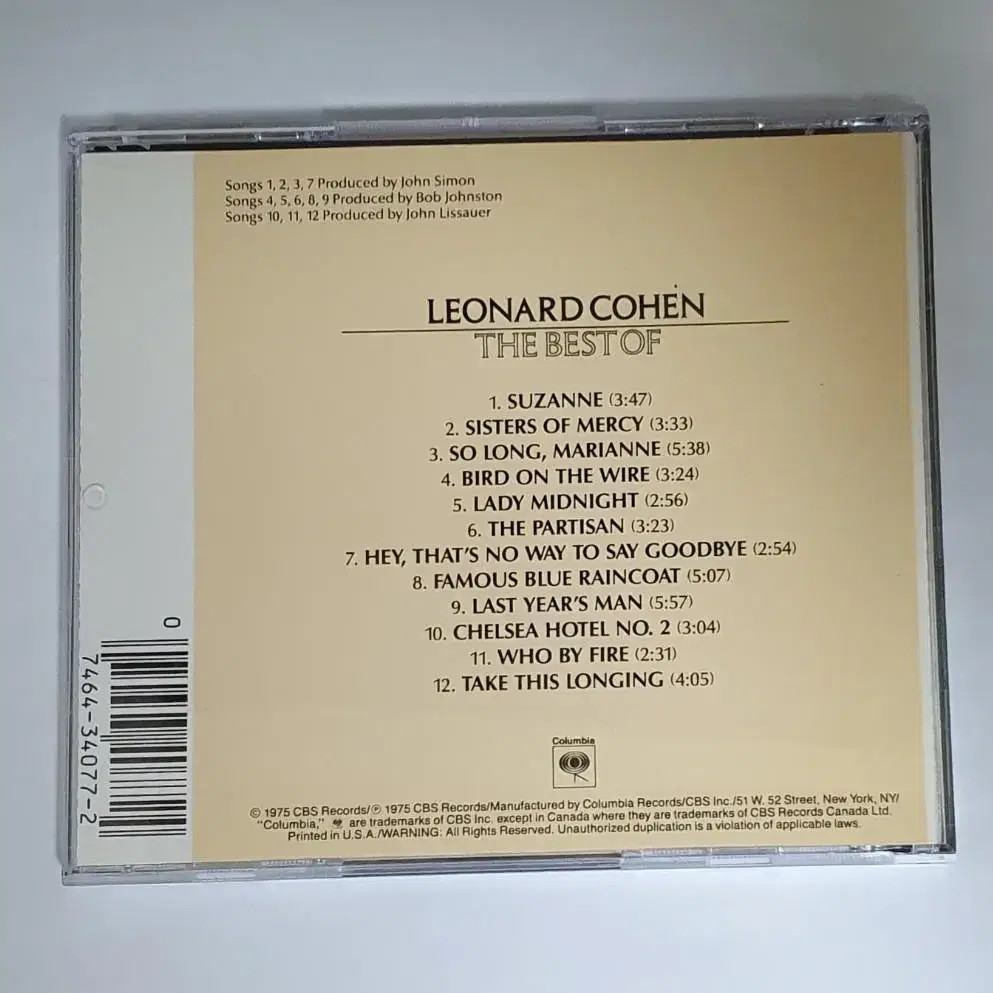 Songs 1, 2, 3, 7 Produced by John Simon
Songs 4, 5, 6, 8, 9 Produced by Bob Johnston
Songs 10, 11, 12 Produced by John Lissauer
LEONARD COHEN
THE BEST OF
1. SUZANNE (3:47)
2. SISTERS OF MERCY (3:33)
3. SO LONG, MARIANNE (5:38)
4. BIRD ON THE WIRE (3:24)
5. LADY MIDNIGHT (2:56)
6. THE PARTISAN (3:23)
7. HEY, THAT'S NO WAY TO SAY GOODBYE (2:54)
8. FAMOUS BLUE RAINCOAT (5:07)
9. LAST YEAR'S MAN (5:57)
10. CHELSEA HOTEL NO. 2 (3:04)
11. WHO BY FIRE (2:31)
12. TAKE THIS LONGING (4:05)
0
7464-34077-2
Columbia
© 1975 CBS Records/℗ 1975 CBS Records/Manufactured by Columbia Records/CBS Inc./51 W. 52 Street, New York, NY/
"Columbia," are trademarks of CBS Inc. except in Canada where they are trademarks of CBS Records Canada Ltd.
Printed in U.S.A./WARNING: All Rights Reserved. Unauthorized duplication is a violation of applicable laws.